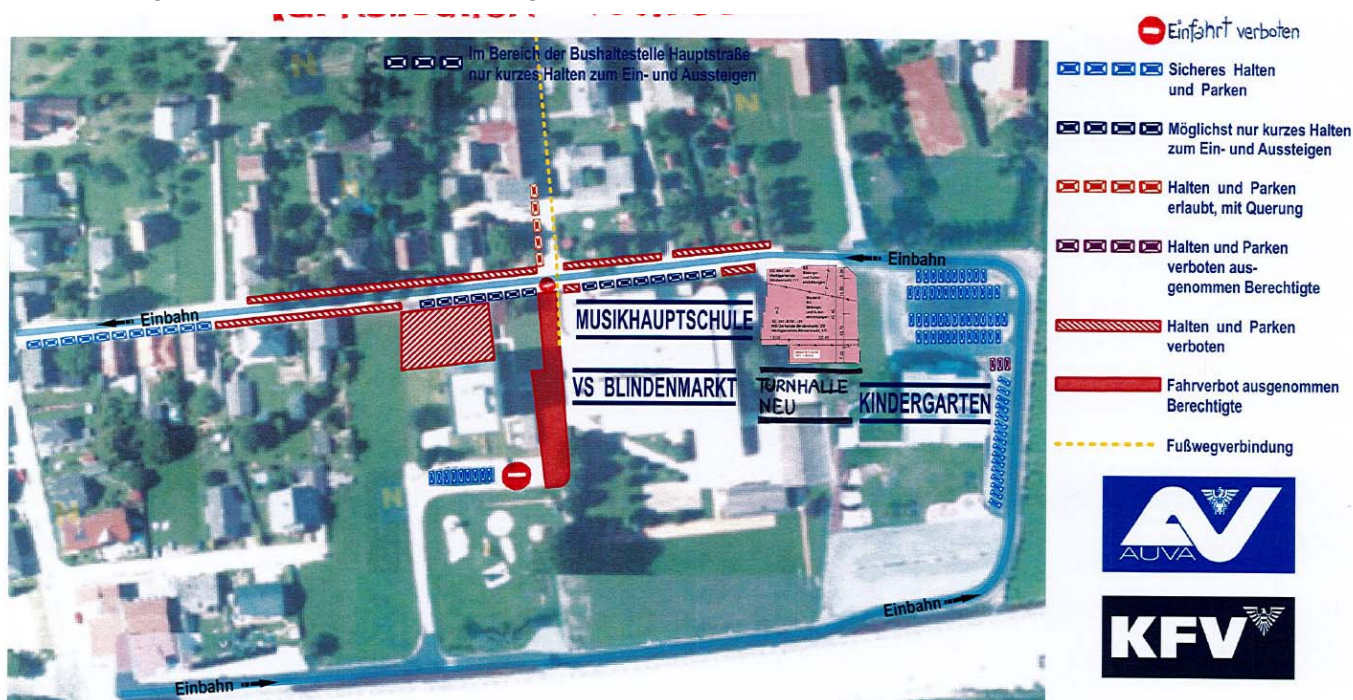 Einfahrt verboten
Im Bereich der Bushaltestelle Hauptstraße
nur kurzes Halten zum Ein- und Aussteigen
Sicheres Halten
und Parken
Möglichst nur kurzes Halten
zum Ein- und Aussteigen
Halten und Parken
erlaubt, mit Querung
Halten und Parken
verboten aus-
genommen Berechtigte
Halten und Parken
verboten
Fahrverbot ausgenommen
Berechtigte
Fußwegverbindung
Einbahn
Einbahn
MUSIKHAUPTSCHULE
VS BLINDENMARKT
TURNHALLE
NEU
KINDERGARTEN
Einbahn
Einbahn
AUVA
KFV